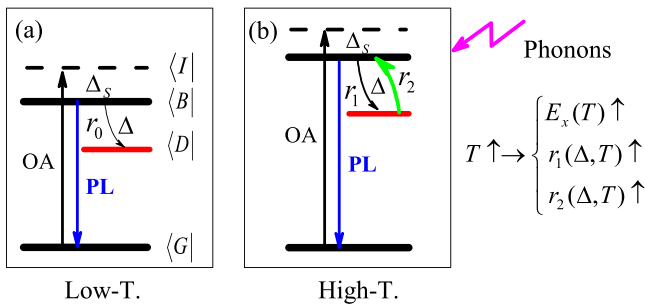 (a)
⟨I|
Δ_S
⟨B|
r_0
Δ
⟨D|
OA
PL
⟨G|
Low-T.
(b)
Δ_S
r_1
Δ
r_2
OA
PL
High-T.
Phonons
T ↑→ { E_x(T) ↑
r_1(Δ,T) ↑
r_2(Δ,T) ↑